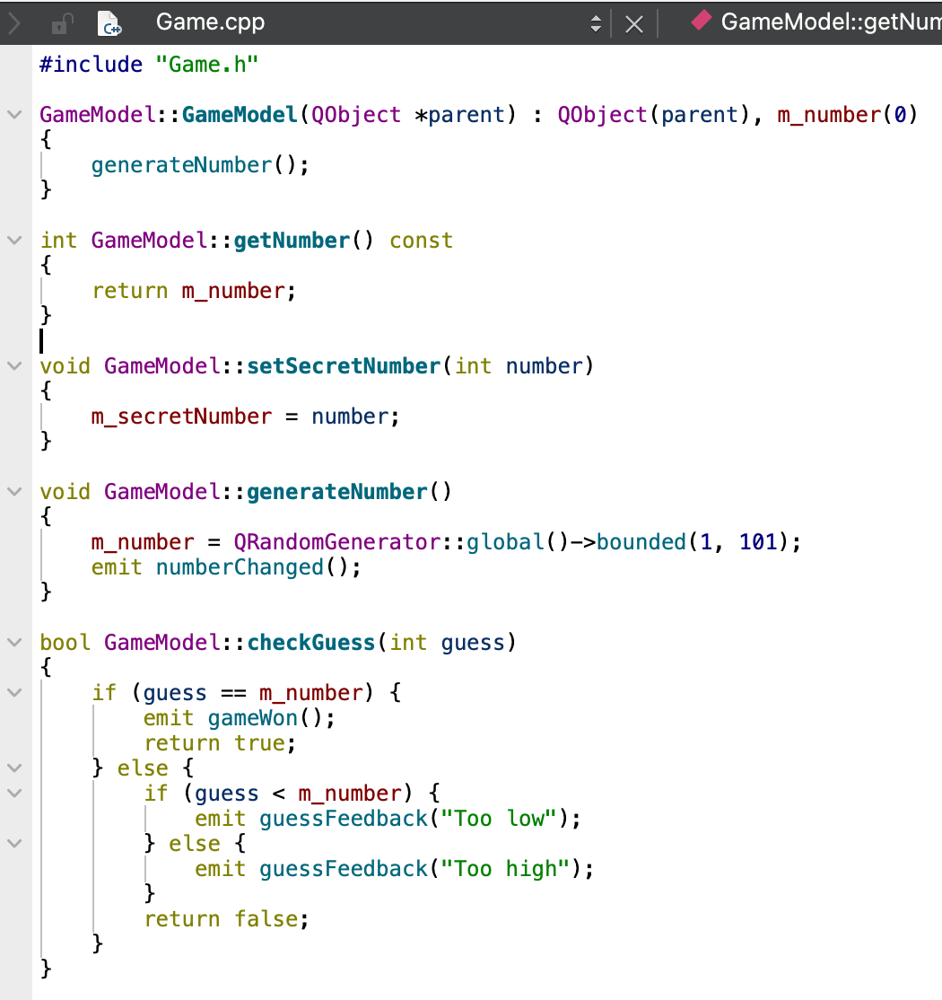 Game.cpp
GameModel::getNum
#include "Game.h"
GameModel::GameModel(QObject *parent) : QObject(parent), m_number(0)
{
    generateNumber();
}
int GameModel::getNumber() const
{
    return m_number;
}
void GameModel::setSecretNumber(int number)
{
    m_secretNumber = number;
}
void GameModel::generateNumber()
{
    m_number = QRandomGenerator::global()->bounded(1, 101);
    emit numberChanged();
}
bool GameModel::checkGuess(int guess)
{
    if (guess == m_number) {
        emit gameWon();
        return true;
    } else {
        if (guess < m_number) {
            emit guessFeedback("Too low");
        } else {
            emit guessFeedback("Too high");
        }
        return false;
    }
}